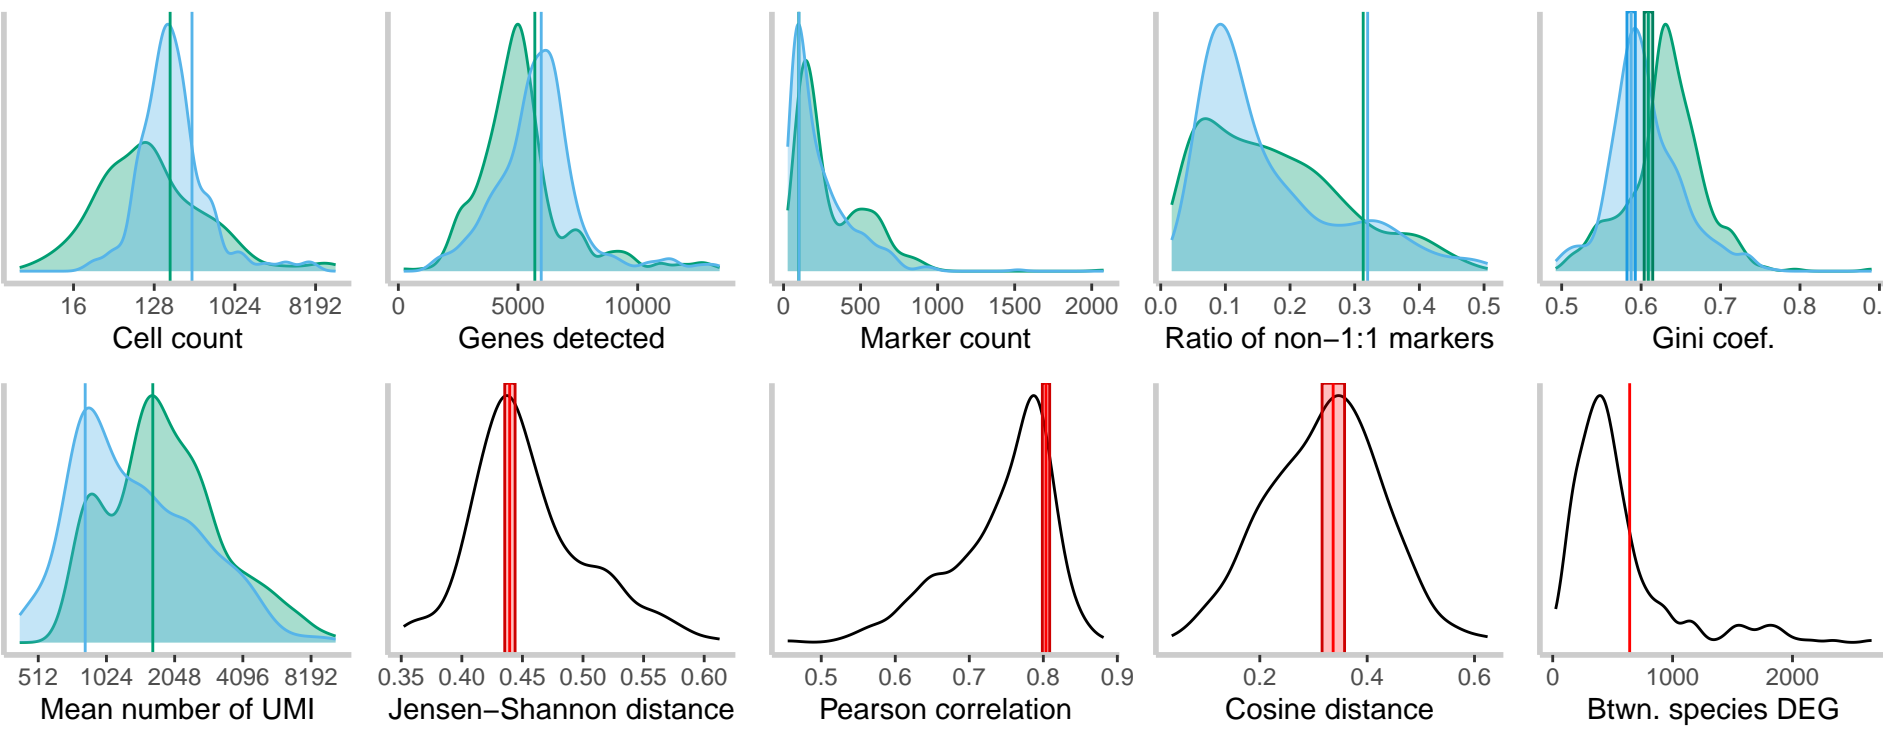 16 128 1024 8192
Cell count
0 5000 10000
Genes detected
0 500 1000 1500 2000
Marker count
0.0 0.1 0.2 0.3 0.4 0.5
Ratio of non−1:1 markers
0.5 0.6 0.7 0.8 0.
Gini coef.
512 1024 2048 4096 8192
Mean number of UMI
0.35 0.40 0.45 0.50 0.55 0.60
Jensen−Shannon distance
0.5 0.6 0.7 0.8 0.9
Pearson correlation
0.2 0.4 0.6
Cosine distance
0 1000 2000
Btwn. species DEG